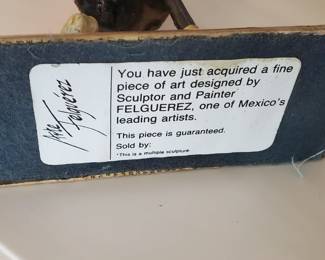 You have just acquired a fine
piece of art designed by
Sculptor and Painter
FELGUEREZ, one of Mexico's
leading artists.
This piece is guaranteed.
Sold by:
*This is a multiple sculpture
Felguérez